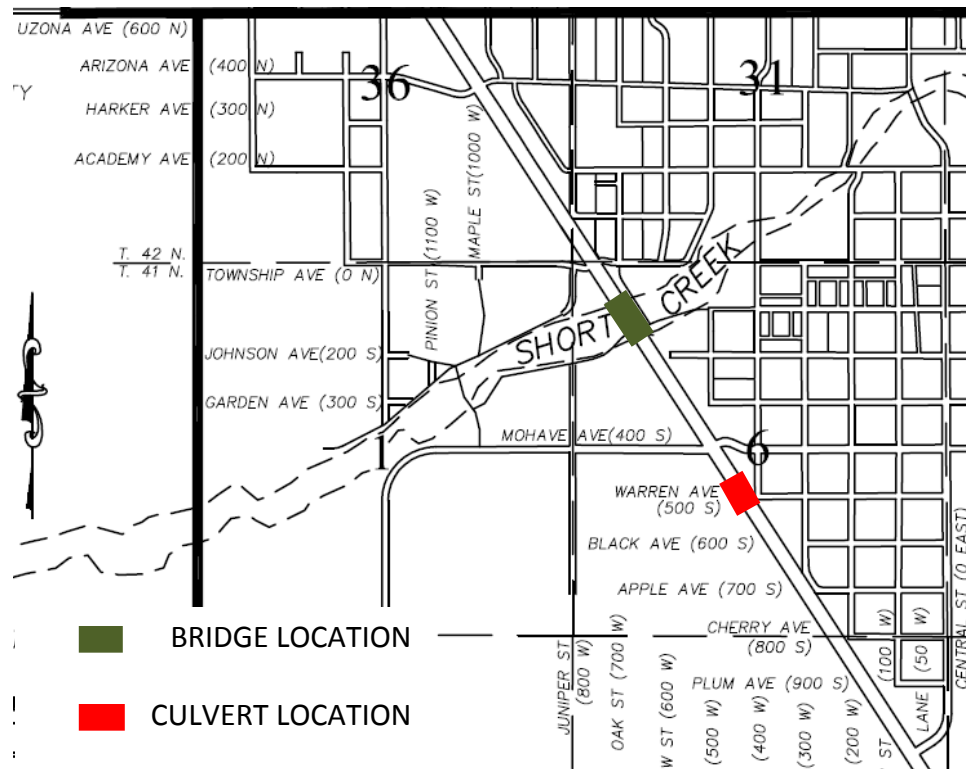 UZONA AVE (600 N)
ARIZONA AVE (400 N)
36
31
TY
HARKER AVE (300 N)
ACADEMY AVE (200 N)
MAPLE ST(1000 W)
PINION ST (1100 W)
T. 42 N.
T. 41 N.
TOWNSHIP AVE (0 N)
SHORT CREEK
JOHNSON AVE(200 S)
GARDEN AVE (300 S)
MOHAVE AVE(400 S)
1
6
WARREN AVE
(500 S)
BLACK AVE (600 S)
APPLE AVE (700 S)
CHERRY AVE
(800 S)
PLUM AVE (900 S)
CENTRAL ST (0 EAST)
JUNIPER ST
(800 W)
OAK ST (700 W)
W ST (600 W)
(500 W)
(400 W)
(300 W)
(200 W)
(100 W)
ST
(50 W)
LANE
BRIDGE LOCATION
CULVERT LOCATION